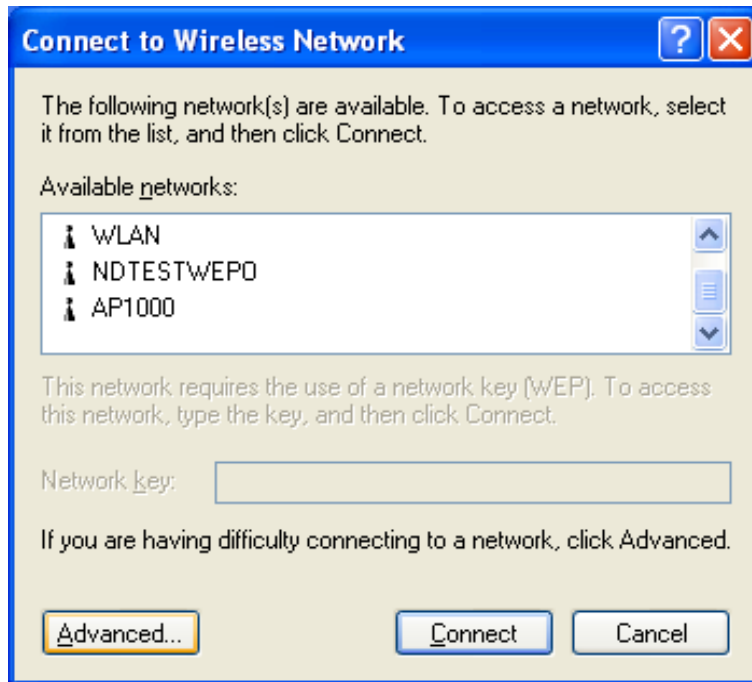 Connect to Wireless Network
The following network(s) are available. To access a network, select
it from the list, and then click Connect.
Available networks:
WLAN
NDTESTWEP0
AP1000
This network requires the use of a network key (WEP). To access
this network, type the key, and then click Connect.
Network key:
If you are having difficulty connecting to a network, click Advanced.
Advanced... Connect Cancel